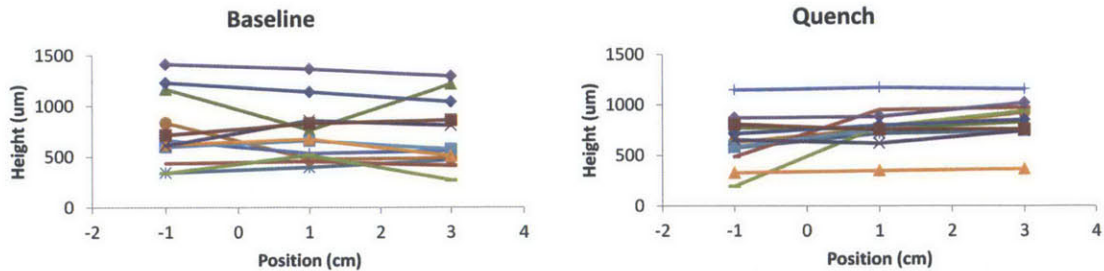 Baseline
1500
1000
500
0
-2 -1 0 1 2 3 4
Height (um)
Position (cm)
Quench
1500
1000
500
0
-2 -1 0 1 2 3 4
Height (um)
Position (cm)